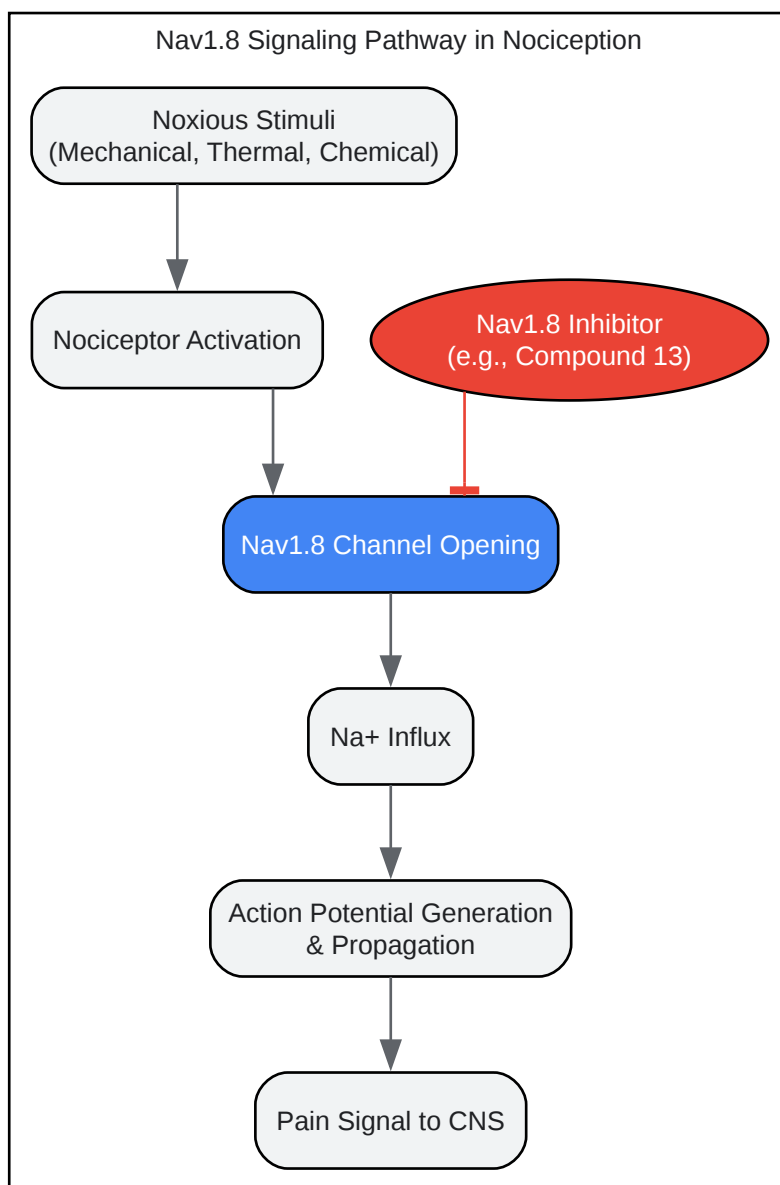 Nav1.8 Signaling Pathway in Nociception
Noxious Stimuli
(Mechanical, Thermal, Chemical)
Nociceptor Activation
Nav1.8 Inhibitor
(e.g., Compound 13)
Nav1.8 Channel Opening
Na+ Influx
Action Potential Generation
& Propagation
Pain Signal to CNS